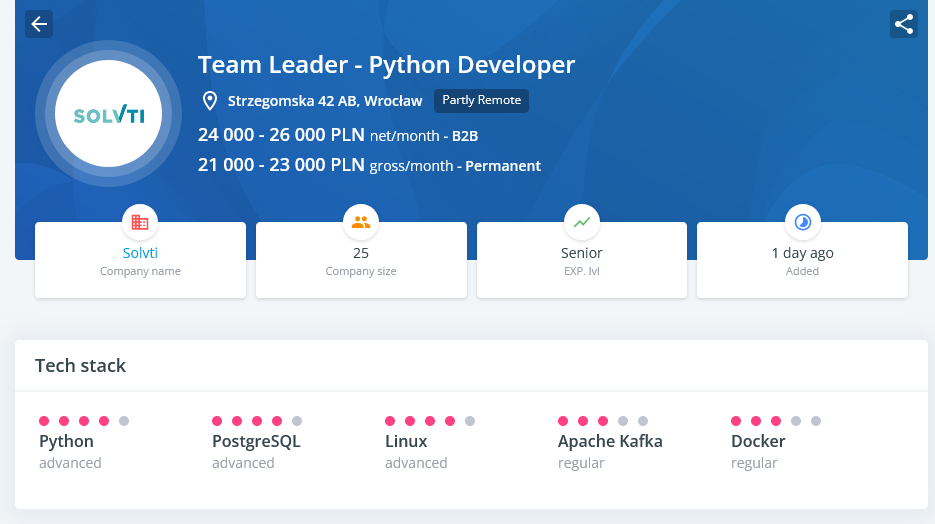 Team Leader - Python Developer
SOLVTI
Strzegomska 42 AB, Wrocław Partly Remote
24 000 - 26 000 PLN net/month - B2B
21 000 - 23 000 PLN gross/month - Permanent
Solvti 25 Senior 1 day ago
Company name Company size EXP. lvl Added
Tech stack
Python PostgreSQL Linux Apache Kafka Docker
advanced advanced advanced regular regular